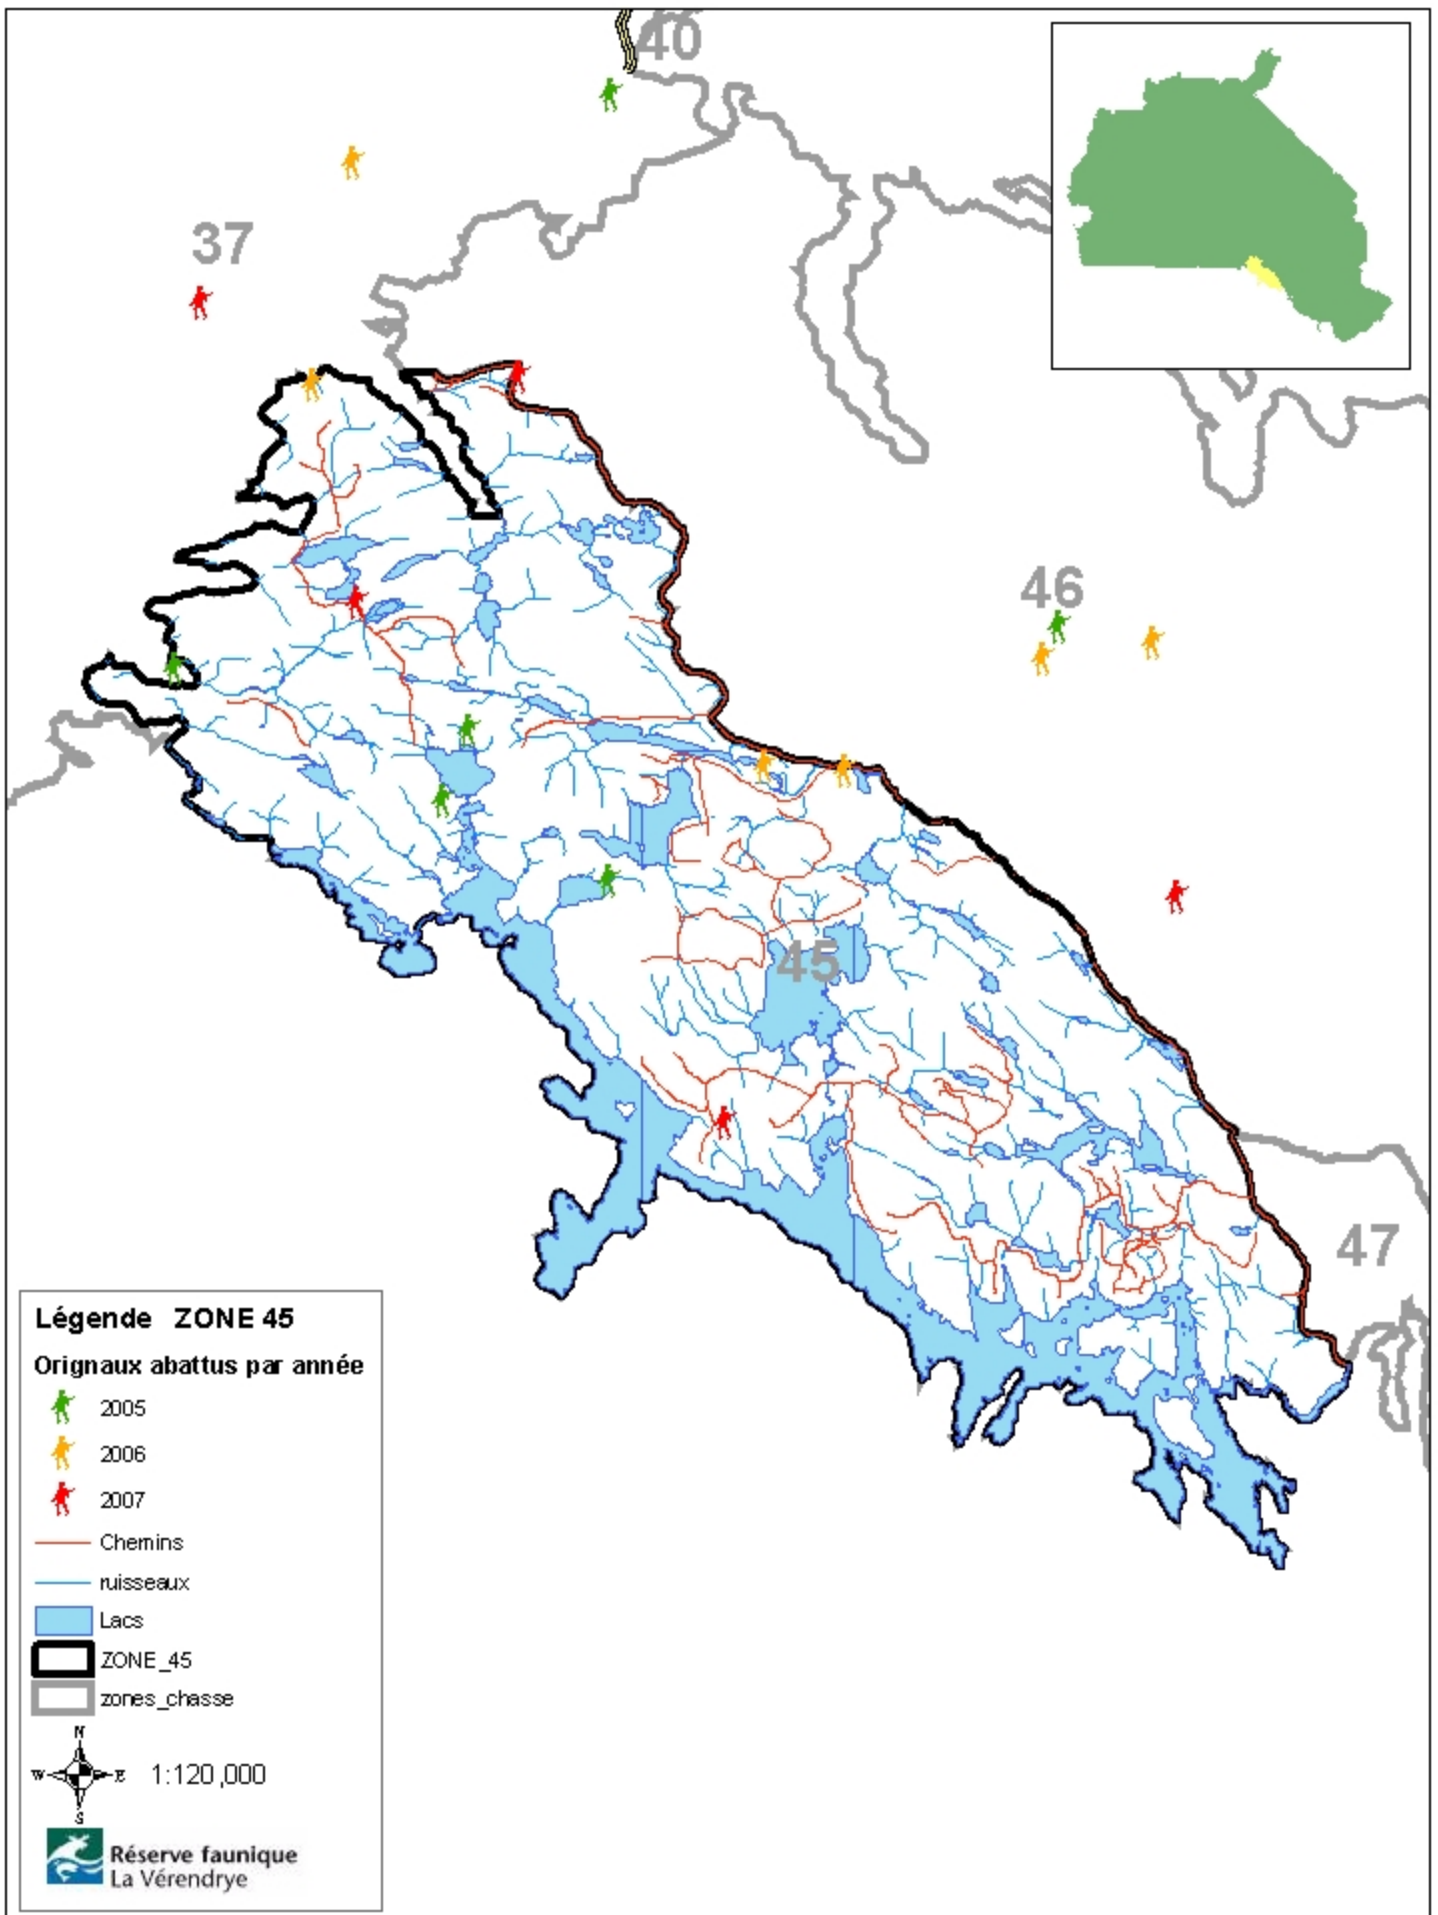 40
37
46
45
47
Légende ZONE 45
Orignaux abattus par année
2005
2006
2007
Chemins
ruisseaux
Lacs
ZONE_45
zones_chasse
N
W E 1:120,000
S
Réserve faunique
La Vérendrye